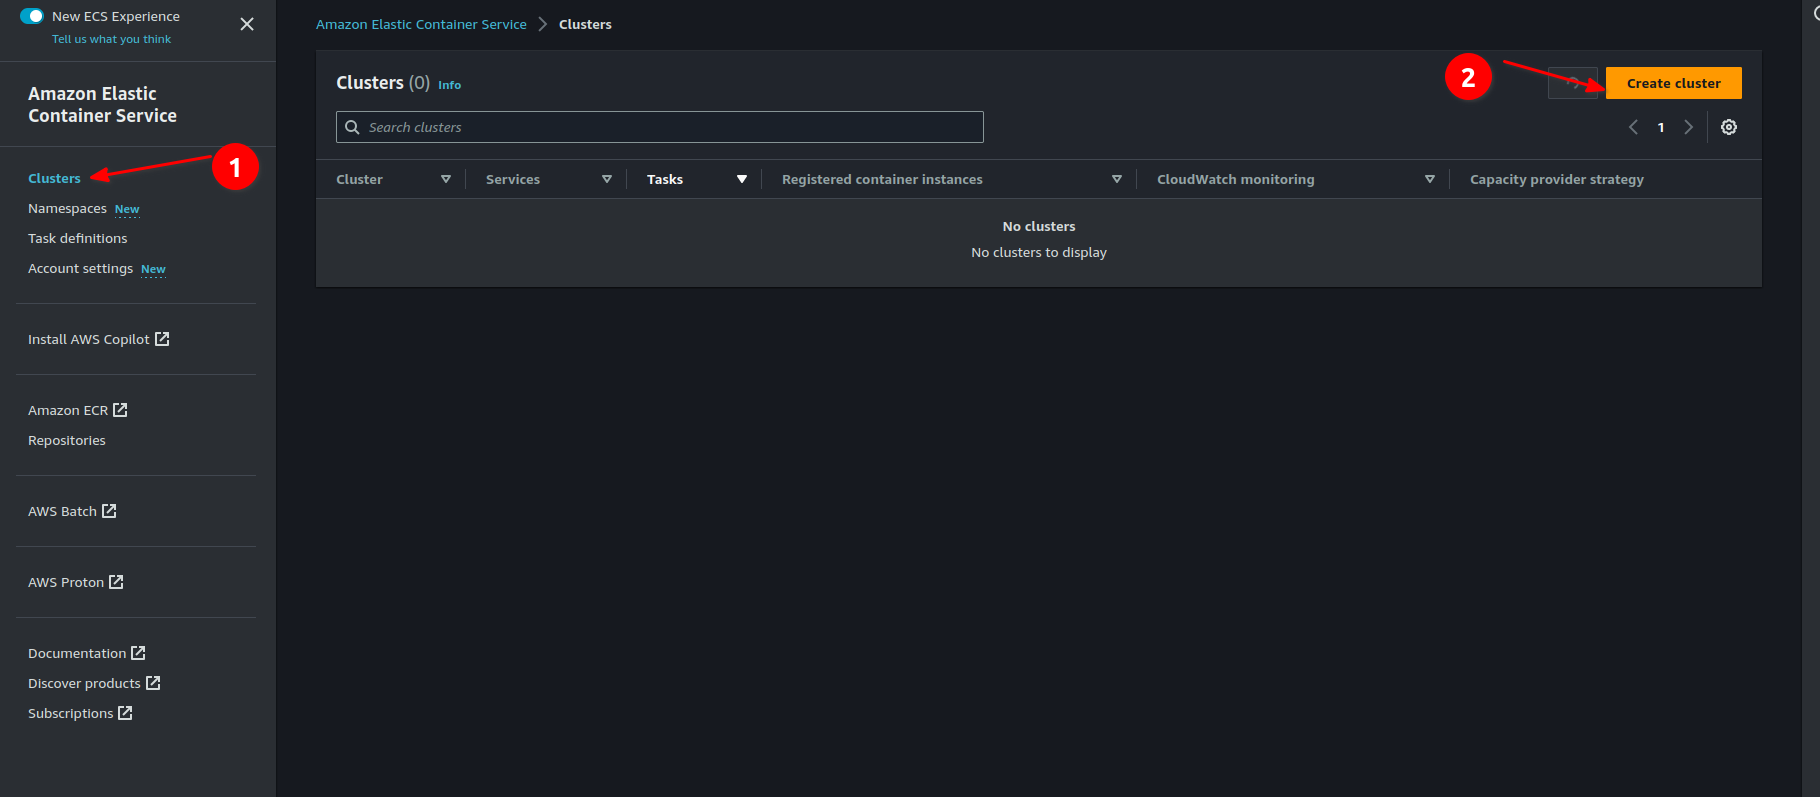 New ECS Experience
Tell us what you think
Amazon Elastic
Container Service
1
Clusters
Namespaces New
Task definitions
Account settings New
Install AWS Copilot
Amazon ECR
Repositories
AWS Batch
AWS Proton
Documentation
Discover products
Subscriptions
Amazon Elastic Container Service Clusters
Clusters (0) Info
2
Create cluster
Search clusters
1
Cluster Services Tasks Registered container instances CloudWatch monitoring Capacity provider strategy
No clusters
No clusters to display